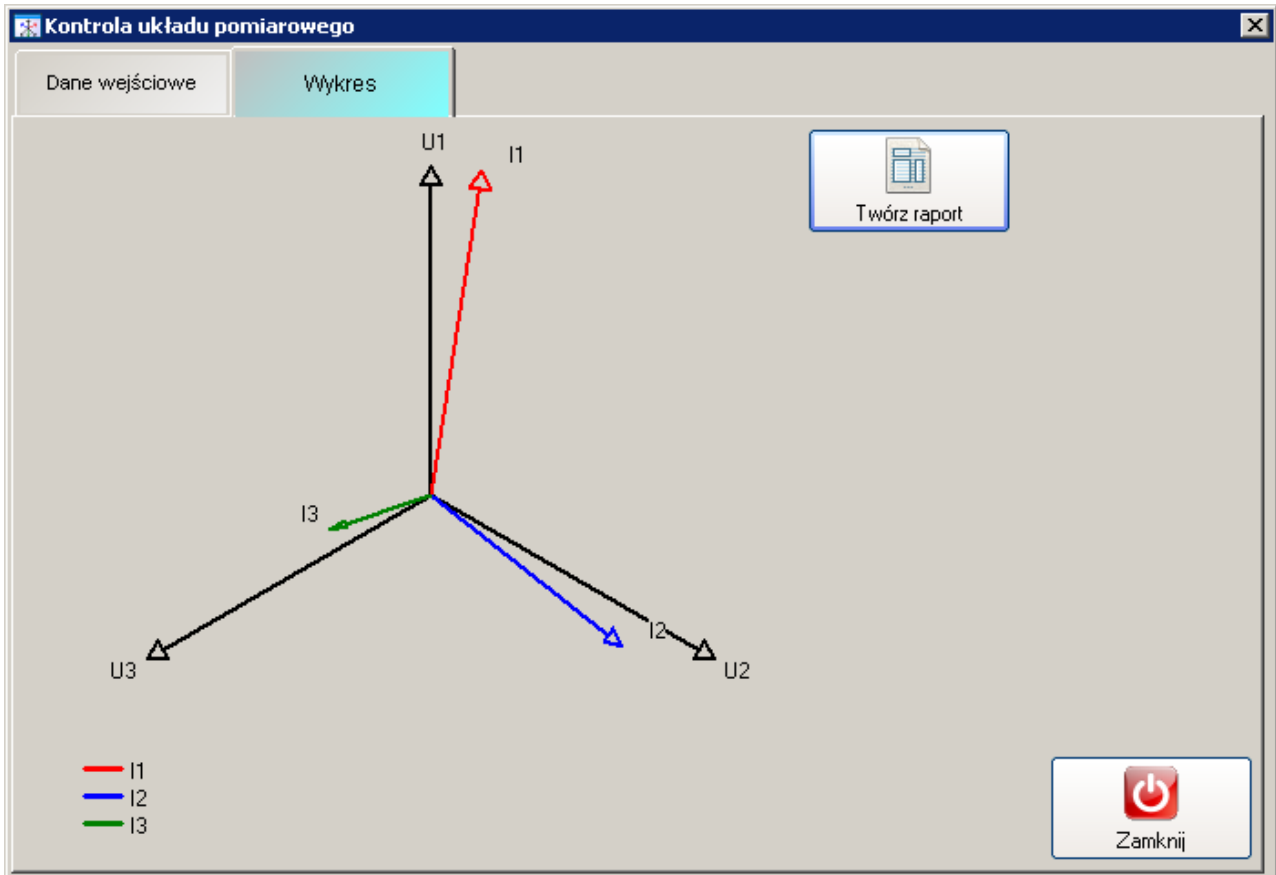 Kontrola układu pomiarowego
Dane wejściowe
Wykres
U1
I1
Twórz raport
I3
I2
U3
U2
I1
I2
I3
Zamknij